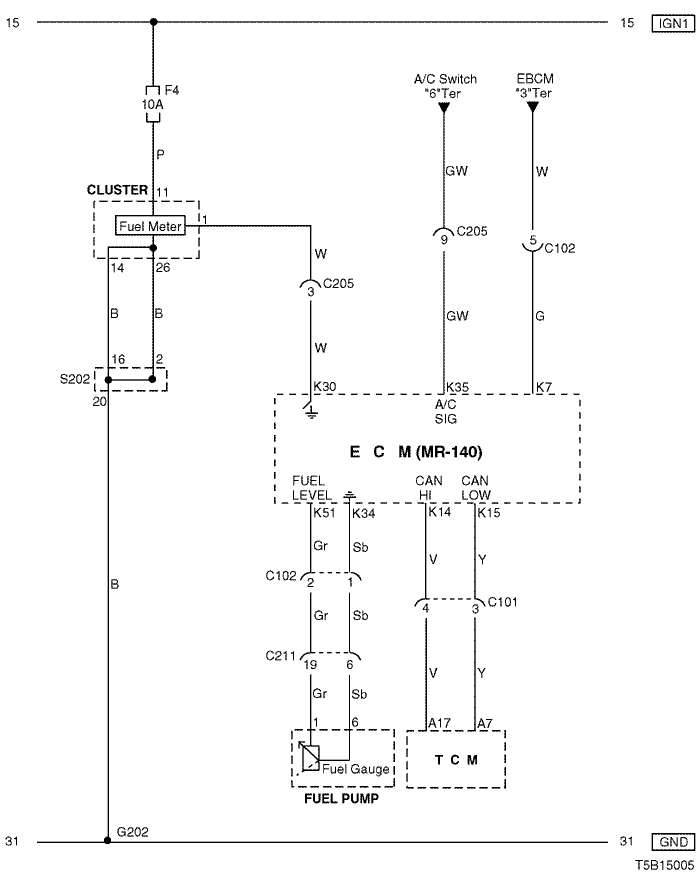 15
15 IGN1
A/C Switch
"6"Ter
EBCM
"3"Ter
F4
10A
P
GW
W
CLUSTER
11
Fuel Meter
1
9
C205
5
C102
14
26
W
3
C205
B
B
GW
G
W
16
2
S202
20
K30
K35
K7
A/C
SIG
E C M (MR-140)
FUEL
LEVEL
CAN
HI
CAN
LOW
K51
K34
K14
K15
Gr
Sb
V
Y
C102
2
1
B
4
3
C101
Gr
Sb
C211
19
6
V
Y
Gr
Sb
1
6
A17
A7
Fuel Gauge
T C M
FUEL PUMP
G202
31
31 GND
T5B15005